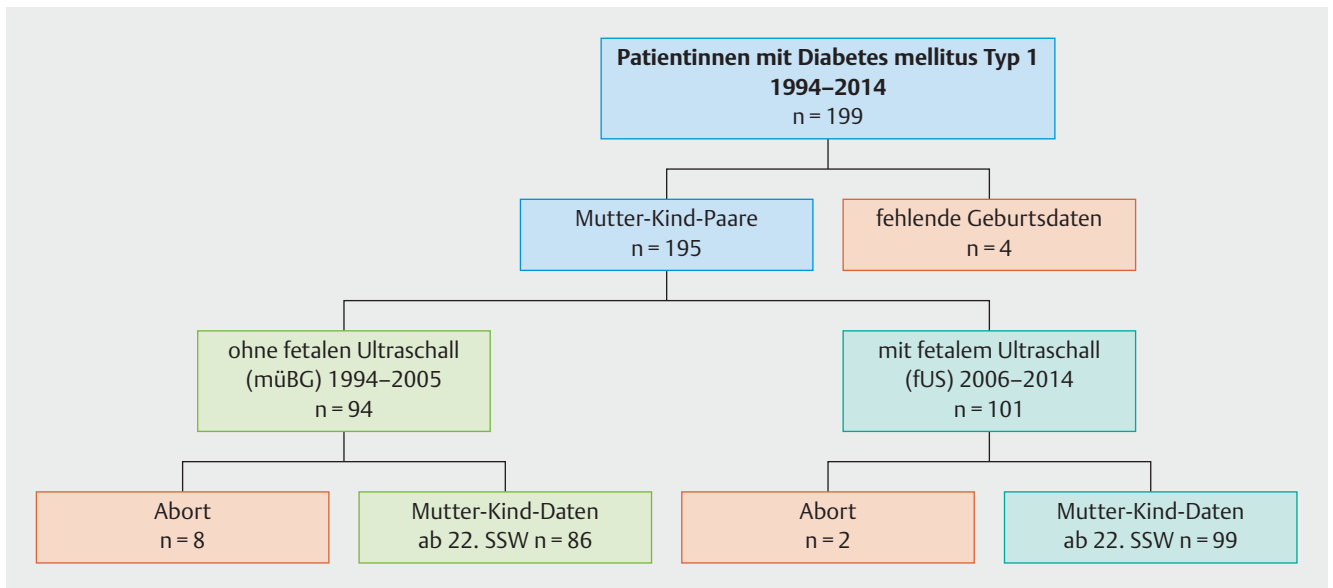 Patientinnen mit Diabetes mellitus Typ 1
1994–2014
n = 199
Mutter-Kind-Paare
n = 195
fehlende Geburtsdaten
n = 4
ohne fetalen Ultraschall
(müBG) 1994–2005
n = 94
mit fetalem Ultraschall
(fUS) 2006–2014
n = 101
Abort
n = 8
Mutter-Kind-Daten
ab 22. SSW n = 86
Abort
n = 2
Mutter-Kind-Daten
ab 22. SSW n = 99